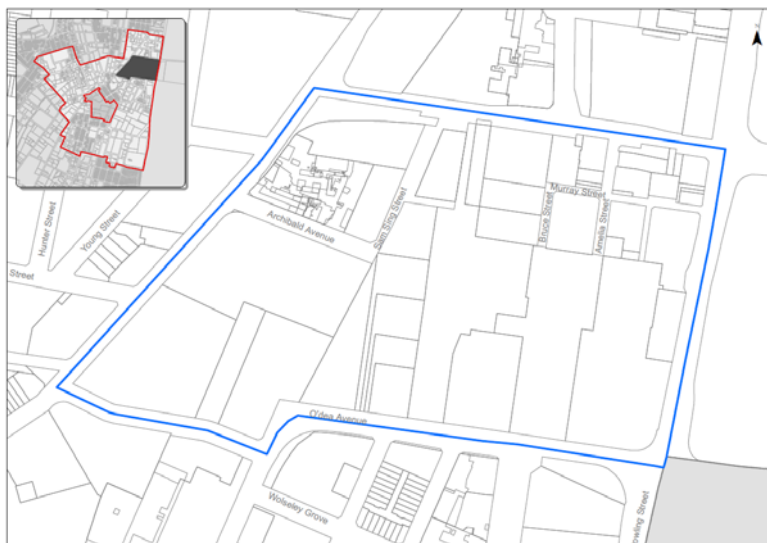 N
Murray Street
Hunter Street
Young Street
Archibald Avenue
Sam Sing Street
Bruce Street
Amelia Street
Street
O'dea Avenue
Wolseley Grove
owling Street